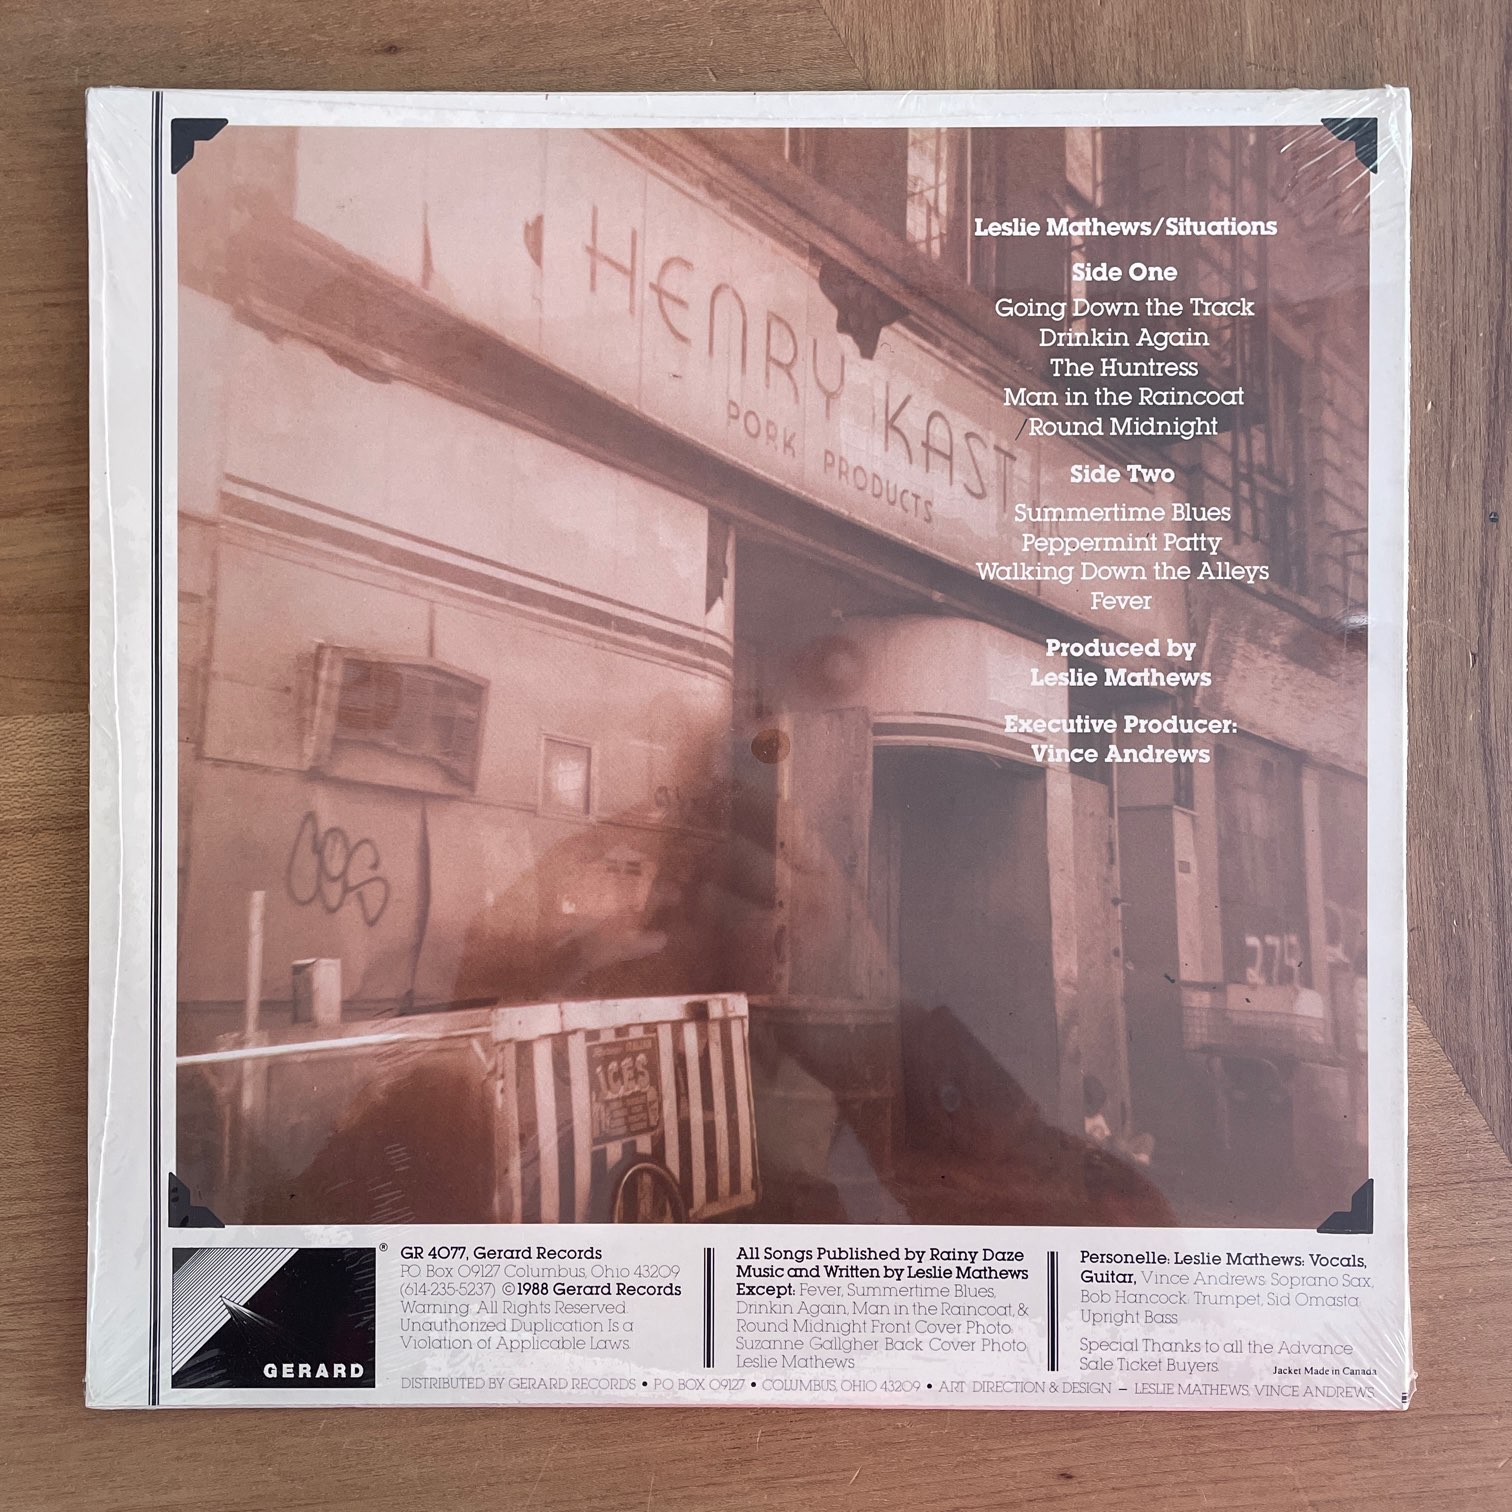 HENRY KAST
PORK PRODUCTS
Leslie Mathews/Situations
Side One
Going Down the Track
Drinkin Again
The Huntress
Man in the Raincoat
/Round Midnight
Side Two
Summertime Blues
Peppermint Patty
Walking Down the Alleys
Fever
Produced by
Leslie Mathews
Executive Producer:
Vince Andrews
COS
274
ICES
GERARD
®
GR 4077, Gerard Records
PO Box 09127 Columbus, Ohio 43209
(614-235-5237) ©1988 Gerard Records
Warning: All Rights Reserved.
Unauthorized Duplication Is a
Violation of Applicable Laws.
All Songs Published by Rainy Daze
Music and Written by Leslie Mathews
Except: Fever, Summertime Blues,
Drinkin Again, Man in the Raincoat, &
Round Midnight Front Cover Photo:
Suzanne Gallgher Back Cover Photo:
Leslie Mathews
Personelle: Leslie Mathews: Vocals,
Guitar, Vince Andrews: Soprano Sax,
Bob Hancock: Trumpet, Sid Omasta:
Upright Bass
Special Thanks to all the Advance
Sale Ticket Buyers.
Jacket Made in Canada
DISTRIBUTED BY GERARD RECORDS • PO BOX 09127 • COLUMBUS, OHIO 43209 • ART DIRECTION & DESIGN — LESLIE MATHEWS, VINCE ANDREWS